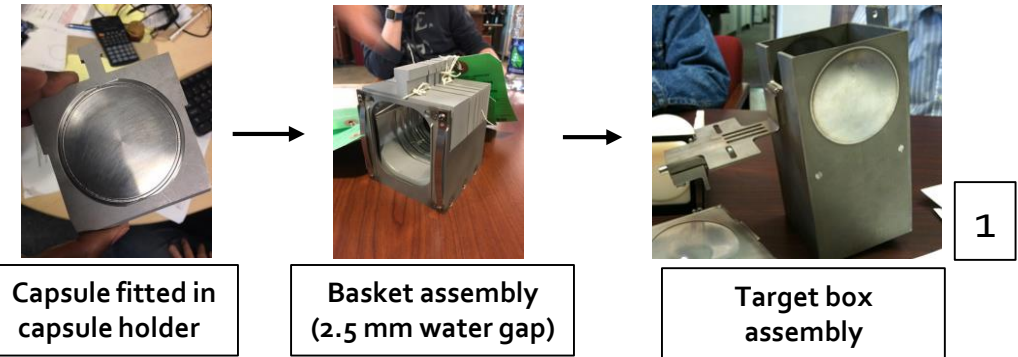 1
Capsule fitted in
capsule holder
Basket assembly
(2.5 mm water gap)
Target box
assembly